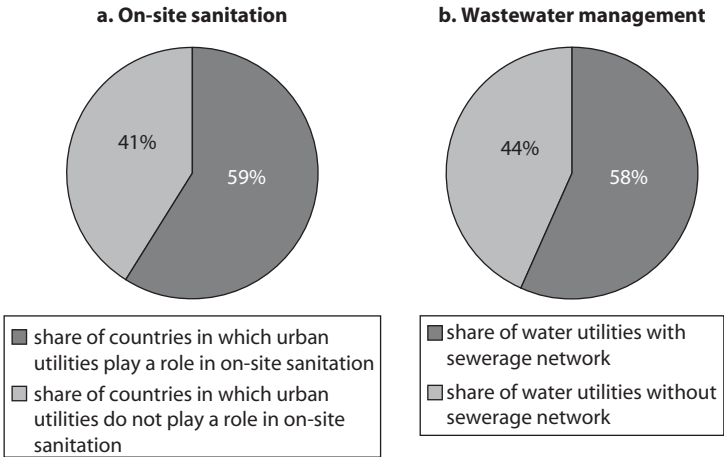 a. On-site sanitation
41%
59%
share of countries in which urban
utilities play a role in on-site sanitation
share of countries in which urban
utilities do not play a role in on-site
sanitation
b. Wastewater management
44%
58%
share of water utilities with
sewerage network
share of water utilities without
sewerage network